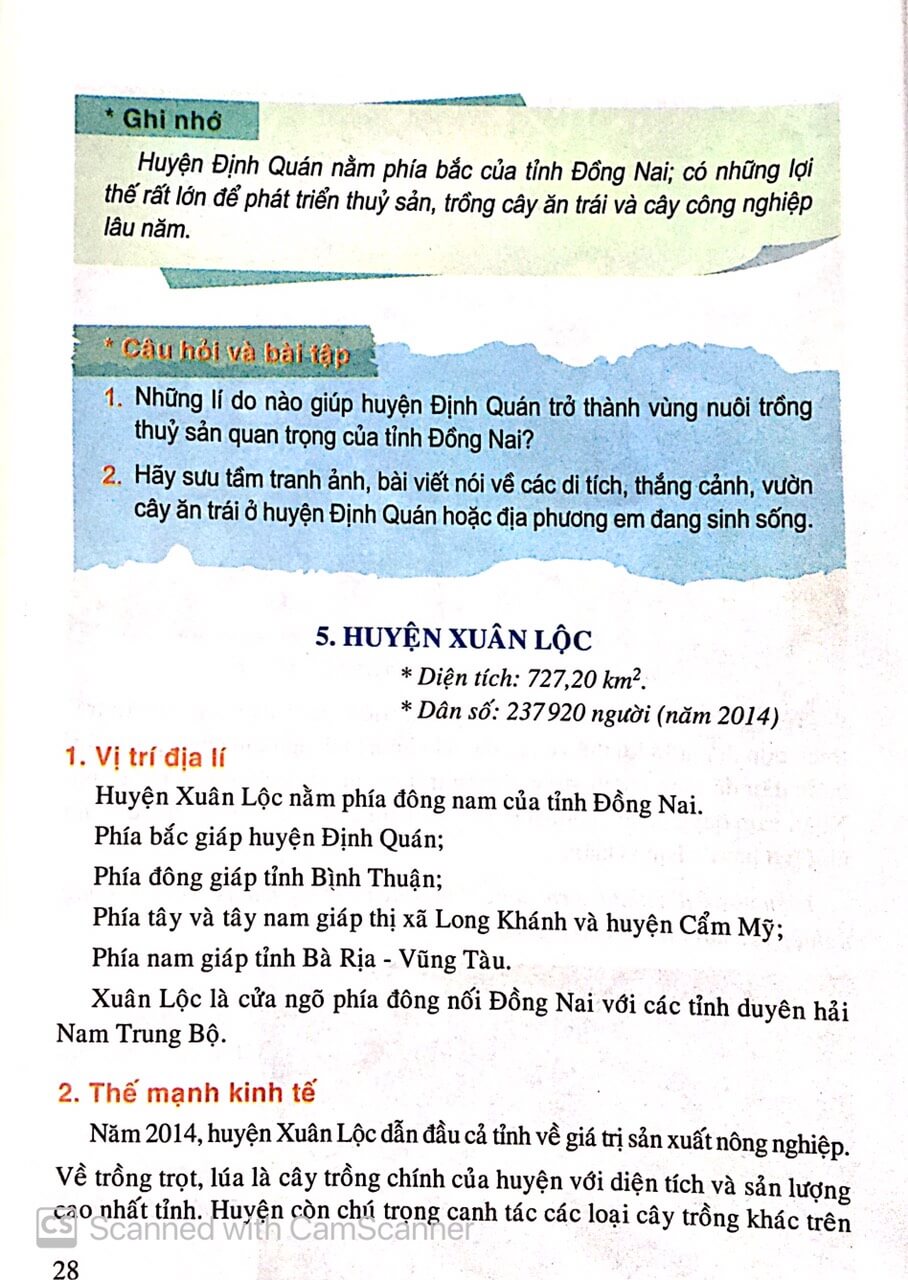 * Ghi nhớ
Huyện Định Quán nằm phía bắc của tỉnh Đồng Nai; có những lợi
thế rất lớn để phát triển thuỷ sản, trồng cây ăn trái và cây công nghiệp
lâu năm.
* Câu hỏi và bài tập
1. Những lí do nào giúp huyện Định Quán trở thành vùng nuôi trồng
thuỷ sản quan trọng của tỉnh Đồng Nai?
2. Hãy sưu tầm tranh ảnh, bài viết nói về các di tích, thắng cảnh, vườn
cây ăn trái ở huyện Định Quán hoặc địa phương em đang sinh sống.
5. HUYỆN XUÂN LỘC
* Diện tích: 727,20 km².
* Dân số: 237920 người (năm 2014)
1. Vị trí địa lí
Huyện Xuân Lộc nằm phía đông nam của tỉnh Đồng Nai.
Phía bắc giáp huyện Định Quán;
Phía đông giáp tỉnh Bình Thuận;
Phía tây và tây nam giáp thị xã Long Khánh và huyện Cẩm Mỹ;
Phía nam giáp tỉnh Bà Rịa - Vũng Tàu.
Xuân Lộc là cửa ngõ phía đông nối Đồng Nai với các tỉnh duyên hải
Nam Trung Bộ.
2. Thế mạnh kinh tế
Năm 2014, huyện Xuân Lộc dẫn đầu cả tỉnh về giá trị sản xuất nông nghiệp.
Về trồng trọt, lúa là cây trồng chính của huyện với diện tích và sản lượng
cao nhất tỉnh. Huyện còn chú trọng canh tác các loại cây trồng khác trên
CS Scanned with CamScanner
28